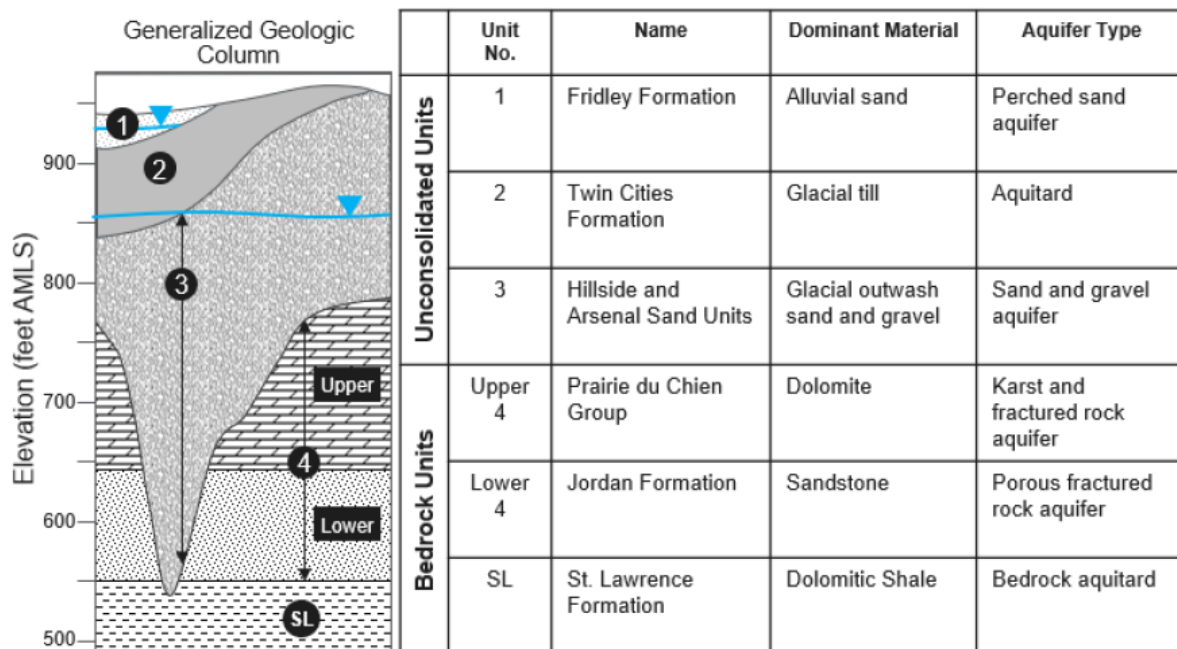 Generalized Geologic
Column
Elevation (feet AMLS)
900
800
700
600
500
1
2
3
4
Upper
Lower
SL
Unit
No.
Name
Dominant Material
Aquifer Type
Unconsolidated Units
1
Fridley Formation
Alluvial sand
Perched sand
aquifer
2
Twin Cities
Formation
Glacial till
Aquitard
3
Hillside and
Arsenal Sand Units
Glacial outwash
sand and gravel
Sand and gravel
aquifer
Bedrock Units
Upper
4
Prairie du Chien
Group
Dolomite
Karst and
fractured rock
aquifer
Lower
4
Jordan Formation
Sandstone
Porous fractured
rock aquifer
SL
St. Lawrence
Formation
Dolomitic Shale
Bedrock aquitard